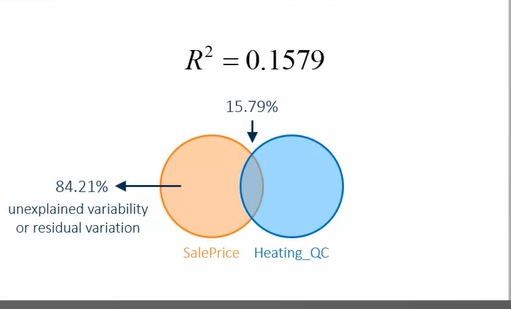 R² = 0.1579
15.79%
84.21%
unexplained variability
or residual variation
SalePrice
Heating_QC